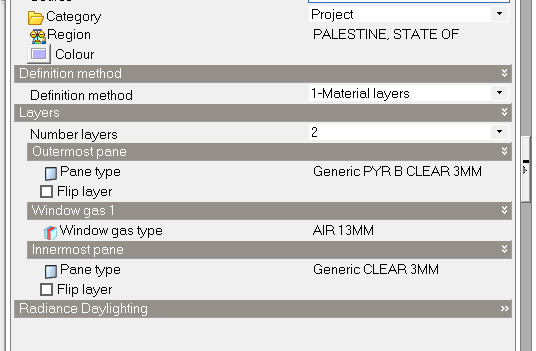 Category Project
Region PALESTINE, STATE OF
Colour
Definition method
Definition method 1-Material layers
Layers
Number layers 2
Outermost pane
Pane type Generic PYR B CLEAR 3MM
Flip layer
Window gas 1
Window gas type AIR 13MM
Innermost pane
Pane type Generic CLEAR 3MM
Flip layer
Radiance Daylighting